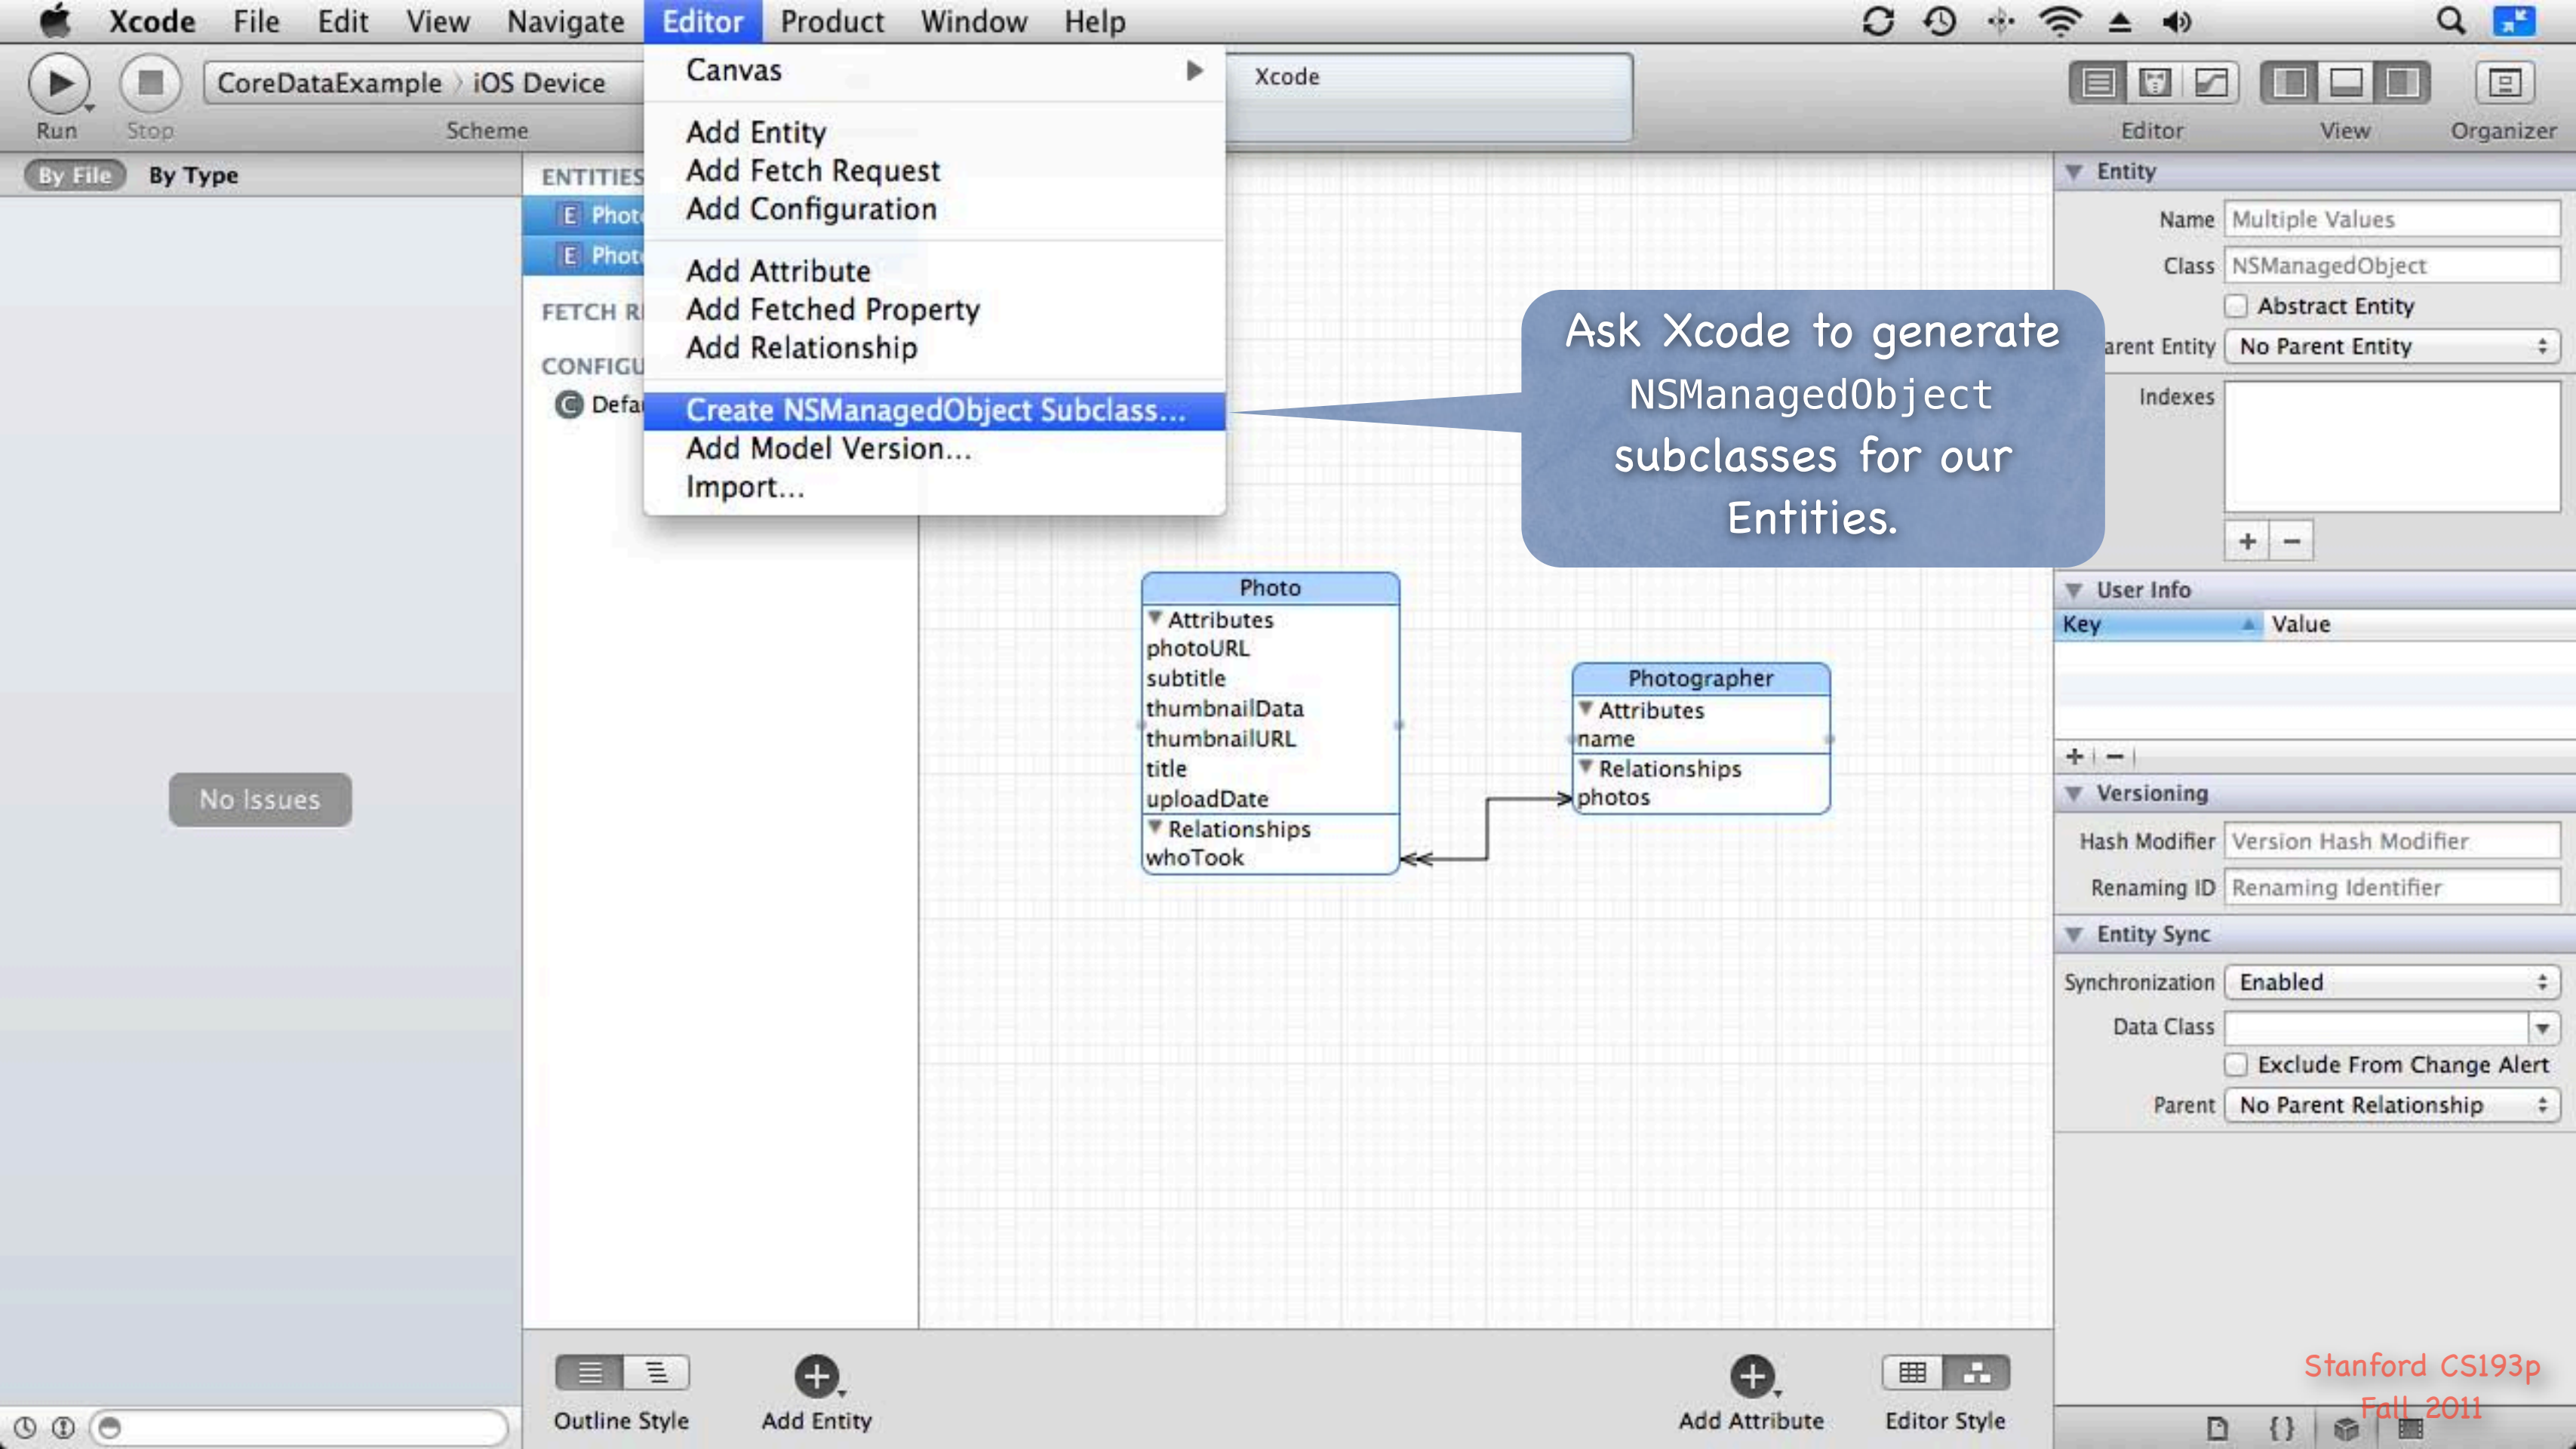 Xcode File Edit View Navigate Editor Product Window Help
CoreDataExample 〉 iOS Device
Xcode
Run Stop Scheme
Editor View Organizer
By File By Type
No Issues
ENTITIES
E
E
C
Canvas
Add Entity
Add Fetch Request
Add Configuration
Add Attribute
Add Fetched Property
Add Relationship
Create NSManagedObject Subclass...
Add Model Version...
Import...
Ask Xcode to generate
NSManagedObject
subclasses for our
Entities.
Photo
Attributes
photoURL
subtitle
thumbnailData
thumbnailURL
title
uploadDate
Relationships
whoTook
Photographer
Attributes
name
Relationships
photos
Entity
Name Multiple Values
Class NSManagedObject
Abstract Entity
Entity No Parent Entity
Indexes
+ −
User Info
Key Value
+ −
Versioning
Hash Modifier Version Hash Modifier
Renaming ID Renaming Identifier
Entity Sync
Synchronization Enabled
Data Class
Exclude From Change Alert
Parent No Parent Relationship
Outline Style Add Entity Add Attribute Editor Style
Stanford CS193p
Fall 2011
{ }